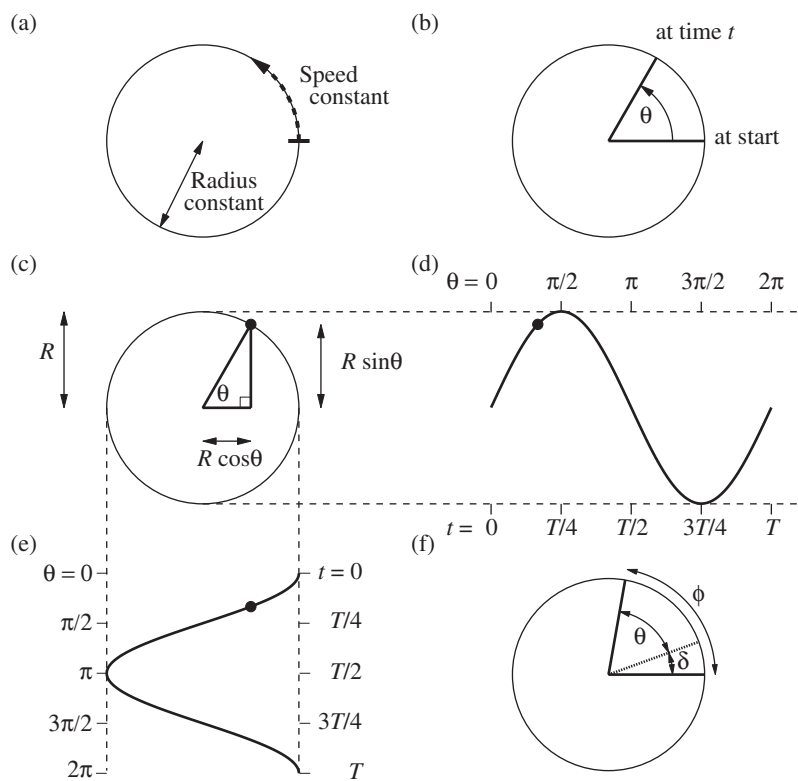 (a)
Speed
constant
Radius
constant
(b)
at time t
θ
at start
(c)
R
θ
R cosθ
R sinθ
(d)
θ = 0 π/2 π 3π/2 2π
t = 0 T/4 T/2 3T/4 T
(e)
θ = 0 t = 0
π/2 T/4
π T/2
3π/2 3T/4
2π T
(f)
ϕ
θ
δ